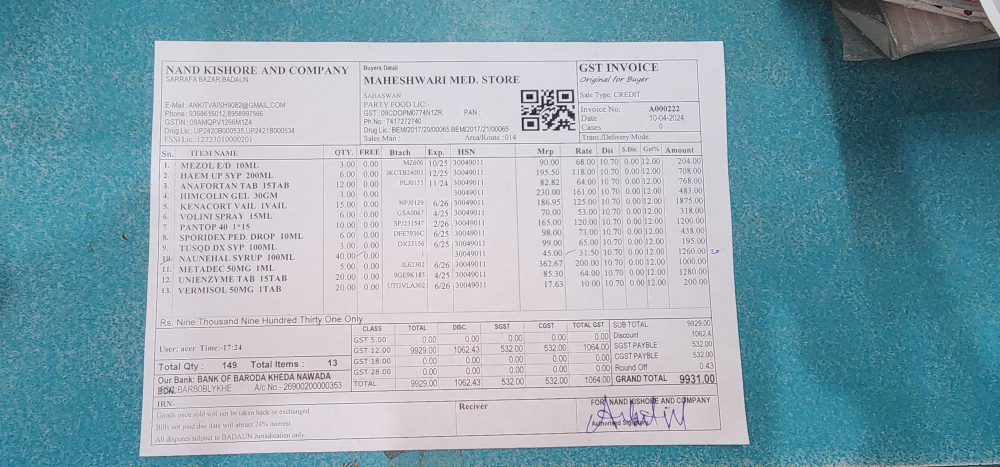 NAND KISHORE AND COMPANY
SARRAFA BAZAR,BADAUN
E-Mail : ANKITVAISH9082@GMAIL.COM
Phone : 9368616012,8958997566
GSTIN : 09AMQPV1266M1Z4
Drug Lic : UP2420B000535,UP2421B000534
FSSI Lic : 12723010000201
Buyers Detail
MAHESHWARI MED. STORE
SAHASWAN
PARTY FOOD LIC:-
GST : 09CDOPM0774N1ZR PAN :
Ph.No.: 7417272740
Drug Lic : BEM/2017/20/00065 BEM/2017/21/00065
Sales Man : Area/Route : 014
GST INVOICE
Original for Buyer
Sale Type: CREDIT
Invoice No. : A000222
Date : 10-04-2024
Cases : 0
Trans./Delivery Mode
Sn. ITEM NAME QTY. FREE Btach Exp. HSN Mrp Rate Dis S.Dis Gst% Amount
1. MEZOL E/D 10ML 3.00 0.00 MZ606 10/25 30049011 90.00 68.00 10.70 0.00 12.00 204.00
2. HAEM UP SYP 200ML 6.00 0.00 JKCTB24003 12/25 30049011 195.50 118.00 10.70 0.00 12.00 708.00
3. ANAFORTAN TAB 15TAB 12.00 0.00 PLJ0155 11/24 30049011 82.82 64.00 10.70 0.00 12.00 768.00
4. HIMCOLIN GEL 30GM 3.00 0.00 30049011 230.00 161.00 10.70 0.00 12.00 483.00
5. KENACORT VAIL 1VAIL 15.00 0.00 NPJ0129 6/26 30049011 186.95 125.00 10.70 0.00 12.00 1875.00
6. VOLINI SPRAY 15ML 6.00 0.00 GSA0067 4/25 30049011 70.00 53.00 10.70 0.00 12.00 318.00
7. PANTOP 40 1*15 10.00 0.00 SPJ231547 2/26 30049011 165.00 120.00 10.70 0.00 12.00 1200.00
8. SPORIDEX PED. DROP 10ML 6.00 0.00 DFE7936C 6/25 30049011 98.00 73.00 10.70 0.00 12.00 438.00
9. TUSQD DX SYP 100ML 3.00 0.00 DX23156 6/25 30049011 99.00 65.00 10.70 0.00 12.00 195.00
10. NAUNEHAL SYRUP 100ML 40.00 0.00 1 30049011 45.00 31.50 10.70 0.00 12.00 1260.00
11. METADEC 50MG 1ML 5.00 0.00 JL62302 6/26 30049011 362.67 200.00 10.70 0.00 12.00 1000.00
12. UNIENZYME TAB 15TAB 20.00 0.00 9GE9K185 4/25 30049011 85.30 64.00 10.70 0.00 12.00 1280.00
13. VERMISOL 50MG 1TAB 20.00 0.00 UTGVLA302 6/26 30049011 17.63 10.00 10.70 0.00 12.00 200.00
Rs. Nine Thousand Nine Hundred Thirty One Only
User: acer Time:-17:24
Total Qty : 149 Total Items : 13
Our Bank: BANK OF BARODA KHEDA NAWADA
BARB0BLYKHE A/c No.- 26900200000353
CLASS TOTAL DISC. SGST CGST TOTAL GST
GST 5.00 0.00 0.00 0.00 0.00 0.00
GST 12.00 9929.00 1062.43 532.00 532.00 1064.00
GST 18.00 0.00 0.00 0.00 0.00 0.00
GST 28.00 0.00 0.00 0.00 0.00 0.00
TOTAL 9929.00 1062.43 532.00 532.00 1064.00
SUB TOTAL 9929.00
Discount 1062.4
SGST PAYBLE 532.00
CGST PAYBLE 532.00
Round Off 0.43
GRAND TOTAL 9931.00
IRN-
Goods once sold will not be taken back or exchanged.
Bills not paid due date will attract 24% interest.
All disputes subject to BADAUN Jurisdication only.
Reciver
FOR NAND KISHORE AND COMPANY
Authorised Signatory